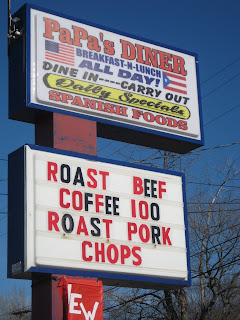 PaPa's DINER
BREAKFAST-N-LUNCH
ALL DAY!
DINE IN----CARRY OUT
Daily Specials
SPANISH FOODS
ROAST BEEF
COFFEE 100
ROAST PORK
CHOPS
EW